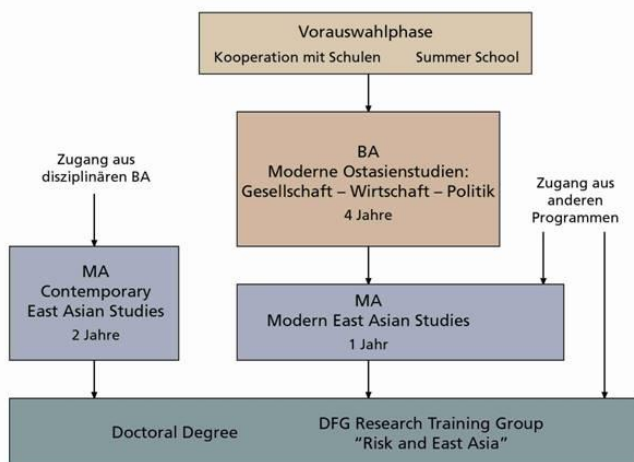 Vorauswahlphase
Kooperation mit Schulen Summer School
BA
Moderne Ostasienstudien:
Gesellschaft – Wirtschaft – Politik
4 Jahre
Zugang aus
disziplinären BA
Zugang aus
anderen
Programmen
MA
Contemporary
East Asian Studies
2 Jahre
MA
Modern East Asian Studies
1 Jahr
Doctoral Degree
DFG Research Training Group
“Risk and East Asia”